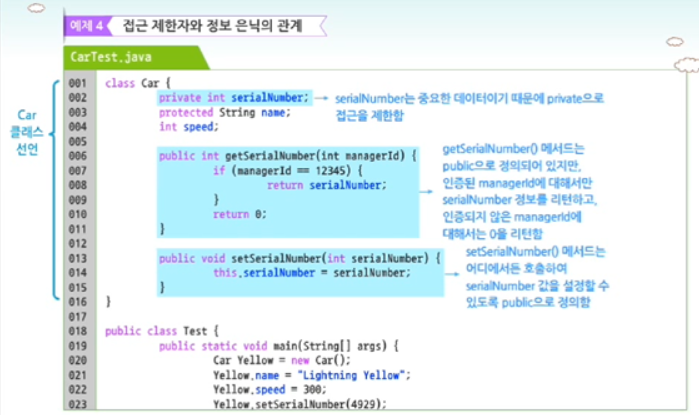 예제 4 접근 제한자와 정보 은닉의 관계
CarTest.java
Car
클래스
선언
001 class Car {
002 private int serialNumber;
003 protected String name;
004 int speed;
005
006 public int getSerialNumber(int managerId) {
007 if (managerId == 12345) {
008 return serialNumber;
009 }
010 return 0;
011 }
012
013 public void setSerialNumber(int serialNumber) {
014 this.serialNumber = serialNumber;
015 }
016 }
017
018 public class Test {
019 public static void main(String[] args) {
020 Car Yellow = new Car();
021 Yellow.name = "Lightning Yellow";
022 Yellow.speed = 300;
023 Yellow.setSerialNumber(4929);
serialNumber는 중요한 데이터이기 때문에 private으로
접근을 제한함
getSerialNumber() 메서드는
public으로 정의되어 있지만,
인증된 managerId에 대해서만
serialNumber 정보를 리턴하고,
인증되지 않은 managerId에
대해서는 0을 리턴함
setSerialNumber() 메서드는
어디에서든 호출하여
serialNumber 값을 설정할 수
있도록 public으로 정의함